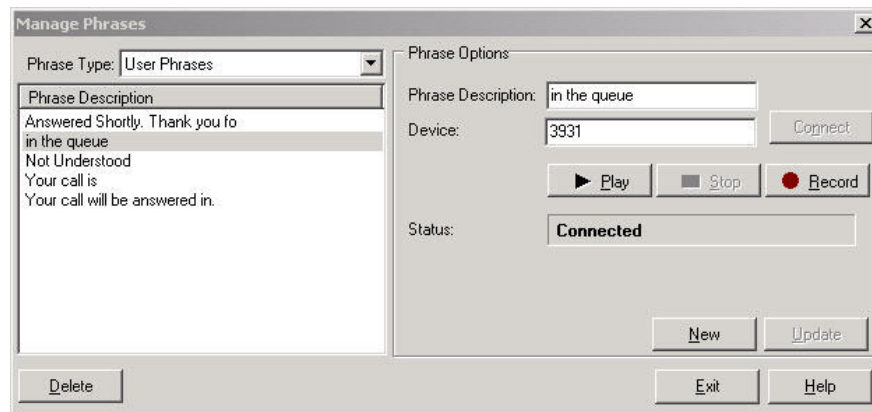 Manage Phrases
Phrase Type: User Phrases
Phrase Description
Answered Shortly. Thank you fo
in the queue
Not Understood
Your call is
Your call will be answered in.
Phrase Options
Phrase Description: in the queue
Device: 3931 Connect
Play Stop Record
Status: Connected
New Update
Delete Exit Help